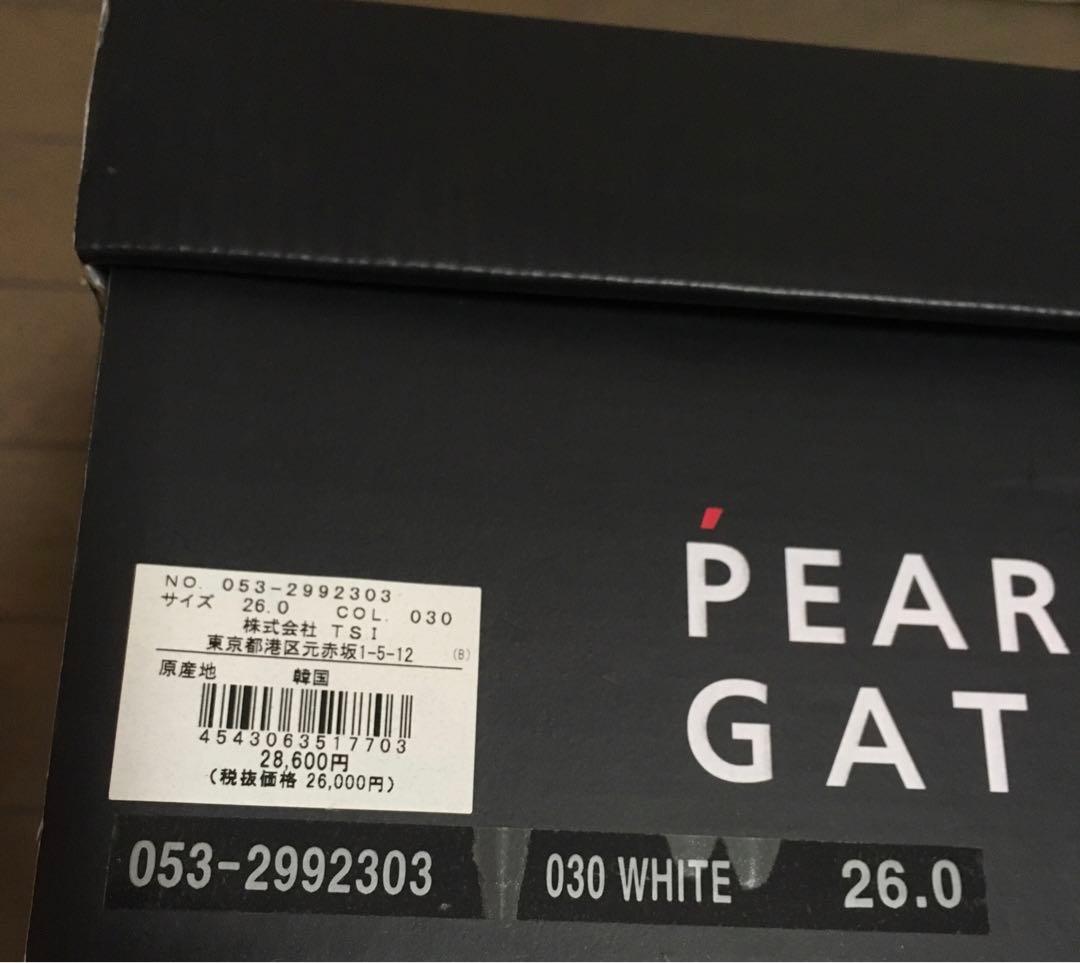 NO. 053-2992303
サイズ 26.0 COL. 030
株式会社 TSI
東京都港区元赤坂1-5-12 (B)
原産地 韓国
4543063517703
28,600円
(税抜価格 26,000円)
PEAR
GAT
053-2992303 030 WHITE 26.0